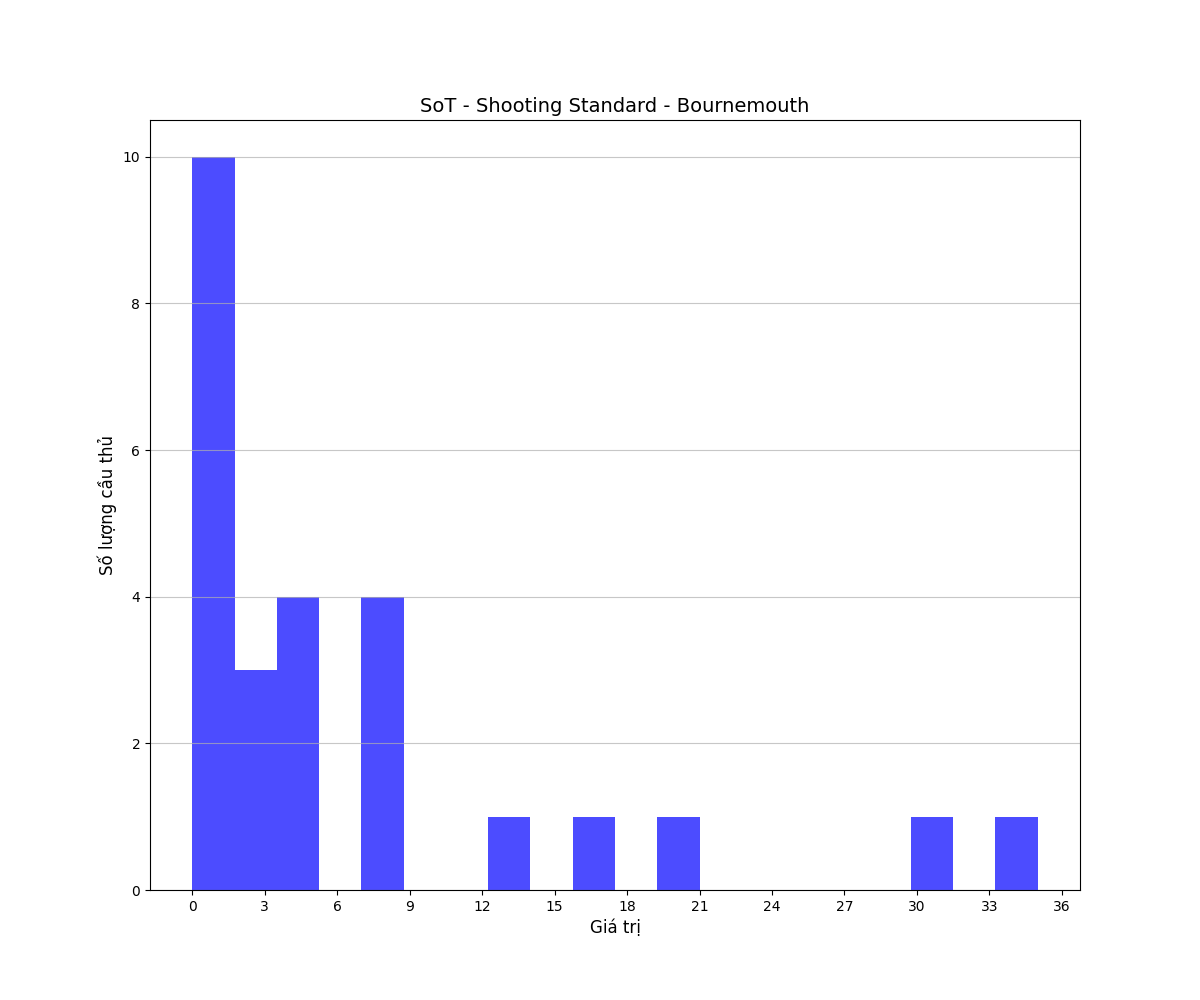 SoT - Shooting Standard - Bournemouth
10
8
6
4
2
0
Số lượng cầu thủ
0 3 6 9 12 15 18 21 24 27 30 33 36
Giá trị